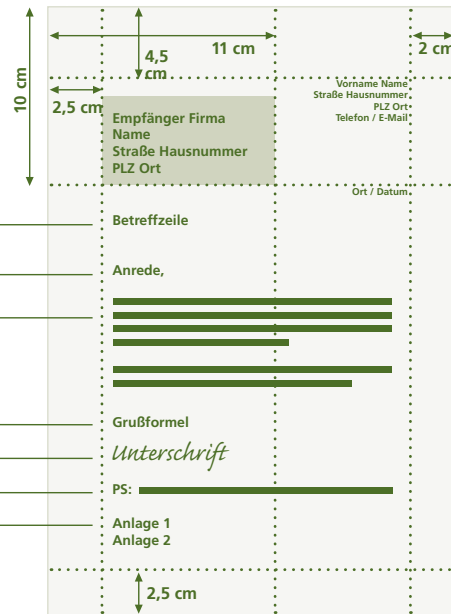 11 cm
4,5
cm
2 cm
10 cm
2,5 cm
Vorname Name
Straße Hausnummer
PLZ Ort
Telefon / E-Mail
Empfänger Firma
Name
Straße Hausnummer
PLZ Ort
Ort / Datum
Betreffzeile
Anrede,
Grußformel
Unterschrift
PS:
Anlage 1
Anlage 2
2,5 cm